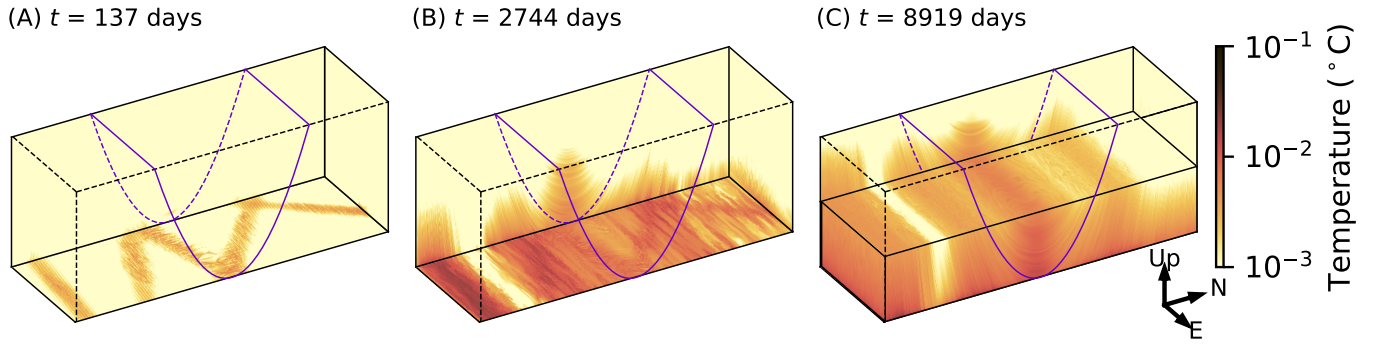 (A) t = 137 days
(B) t = 2744 days
(C) t = 8919 days
10⁻¹
10⁻²
10⁻³
Temperature (°C)
Up
N
E